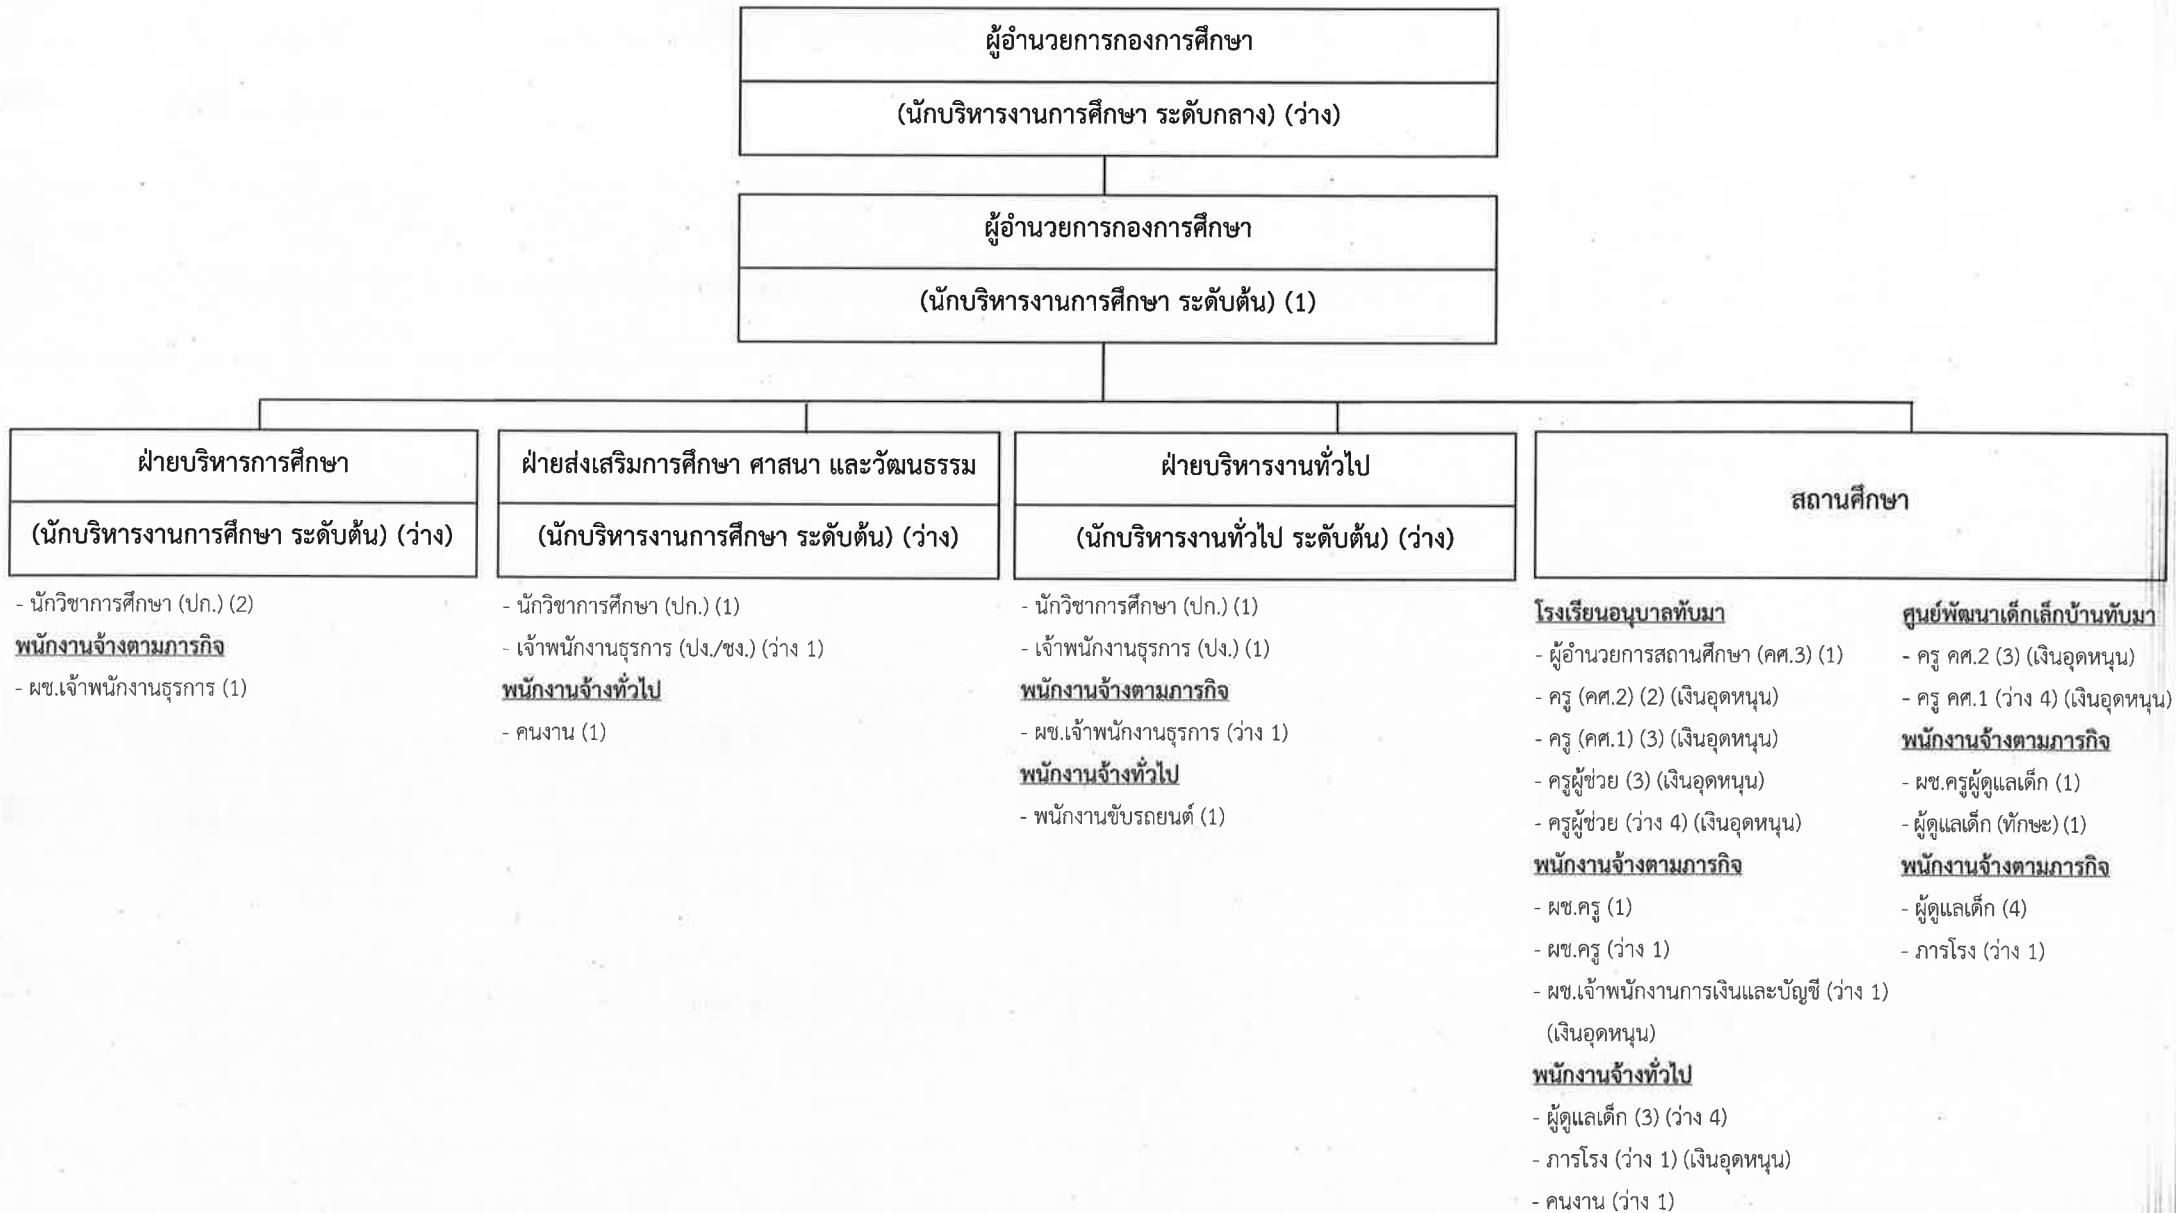 ผู้อำนวยการกองการศึกษา
(นักบริหารงานการศึกษา ระดับกลาง) (ว่าง)
ผู้อำนวยการกองการศึกษา
(นักบริหารงานการศึกษา ระดับต้น) (1)
ฝ่ายบริหารการศึกษา
(นักบริหารงานการศึกษา ระดับต้น) (ว่าง)
- นักวิชาการศึกษา (ปก.) (2)
พนักงานจ้างตามภารกิจ
- ผช.เจ้าพนักงานธุรการ (1)
ฝ่ายส่งเสริมการศึกษา ศาสนา และวัฒนธรรม
(นักบริหารงานการศึกษา ระดับต้น) (ว่าง)
- นักวิชาการศึกษา (ปก.) (1)
- เจ้าพนักงานธุรการ (ปง./ชง.) (ว่าง 1)
พนักงานจ้างทั่วไป
- คนงาน (1)
ฝ่ายบริหารงานทั่วไป
(นักบริหารงานทั่วไป ระดับต้น) (ว่าง)
- นักวิชาการศึกษา (ปก.) (1)
- เจ้าพนักงานธุรการ (ปง.) (1)
พนักงานจ้างตามภารกิจ
- ผช.เจ้าพนักงานธุรการ (ว่าง 1)
พนักงานจ้างทั่วไป
- พนักงานขับรถยนต์ (1)
สถานศึกษา
โรงเรียนอนุบาลทับมา
- ผู้อำนวยการสถานศึกษา (คศ.3) (1)
- ครู (คศ.2) (2) (เงินอุดหนุน)
- ครู (คศ.1) (3) (เงินอุดหนุน)
- ครูผู้ช่วย (3) (เงินอุดหนุน)
- ครูผู้ช่วย (ว่าง 4) (เงินอุดหนุน)
พนักงานจ้างตามภารกิจ
- ผช.ครู (1)
- ผช.ครู (ว่าง 1)
- ผช.เจ้าพนักงานการเงินและบัญชี (ว่าง 1)
(เงินอุดหนุน)
พนักงานจ้างทั่วไป
- ผู้ดูแลเด็ก (3) (ว่าง 4)
- ภารโรง (ว่าง 1) (เงินอุดหนุน)
- คนงาน (ว่าง 1)
ศูนย์พัฒนาเด็กเล็กบ้านทับมา
- ครู คศ.2 (3) (เงินอุดหนุน)
- ครู คศ.1 (ว่าง 4) (เงินอุดหนุน)
พนักงานจ้างตามภารกิจ
- ผช.ครูผู้ดูแลเด็ก (1)
- ผู้ดูแลเด็ก (ทักษะ) (1)
พนักงานจ้างตามภารกิจ
- ผู้ดูแลเด็ก (4)
- ภารโรง (ว่าง 1)